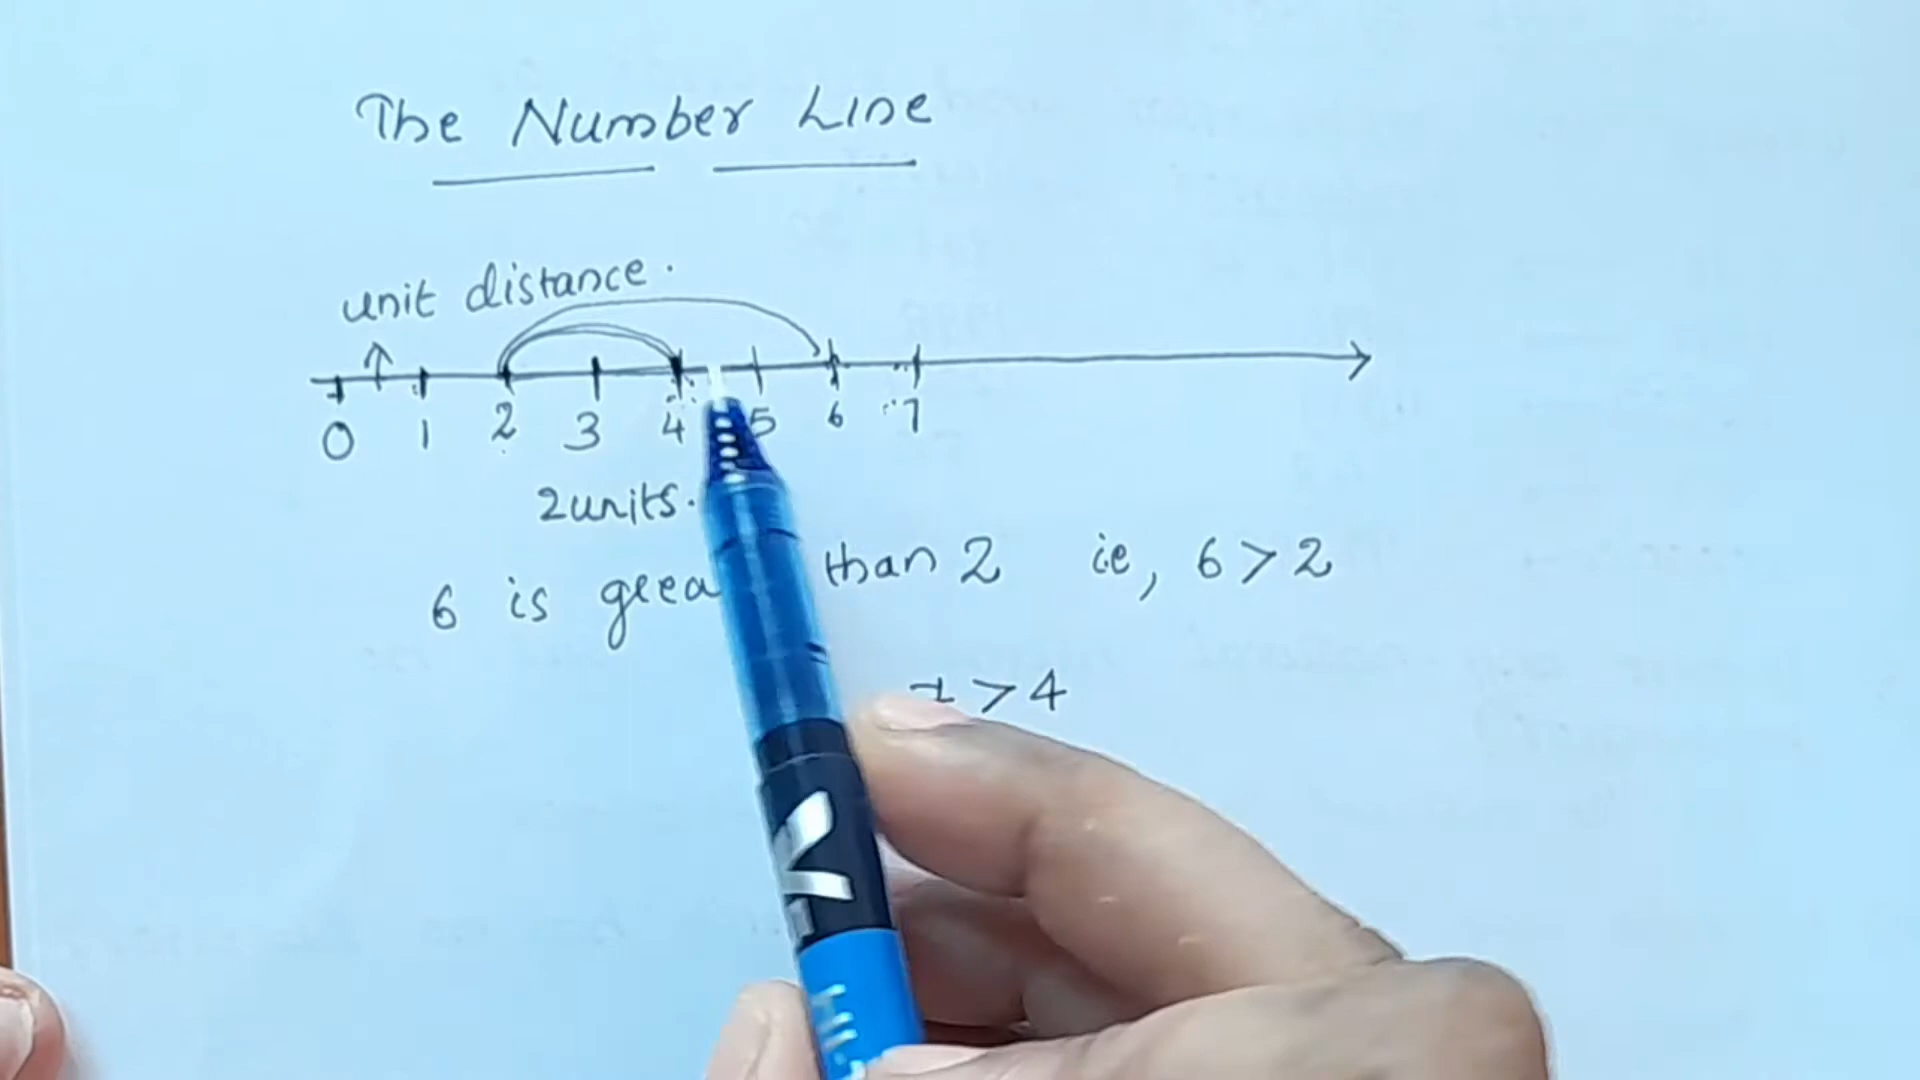 The Number Line
unit distance.
0 1 2 3 4 5 6 7
2units.
6 is grea than 2 ie, 6 > 2
> 4